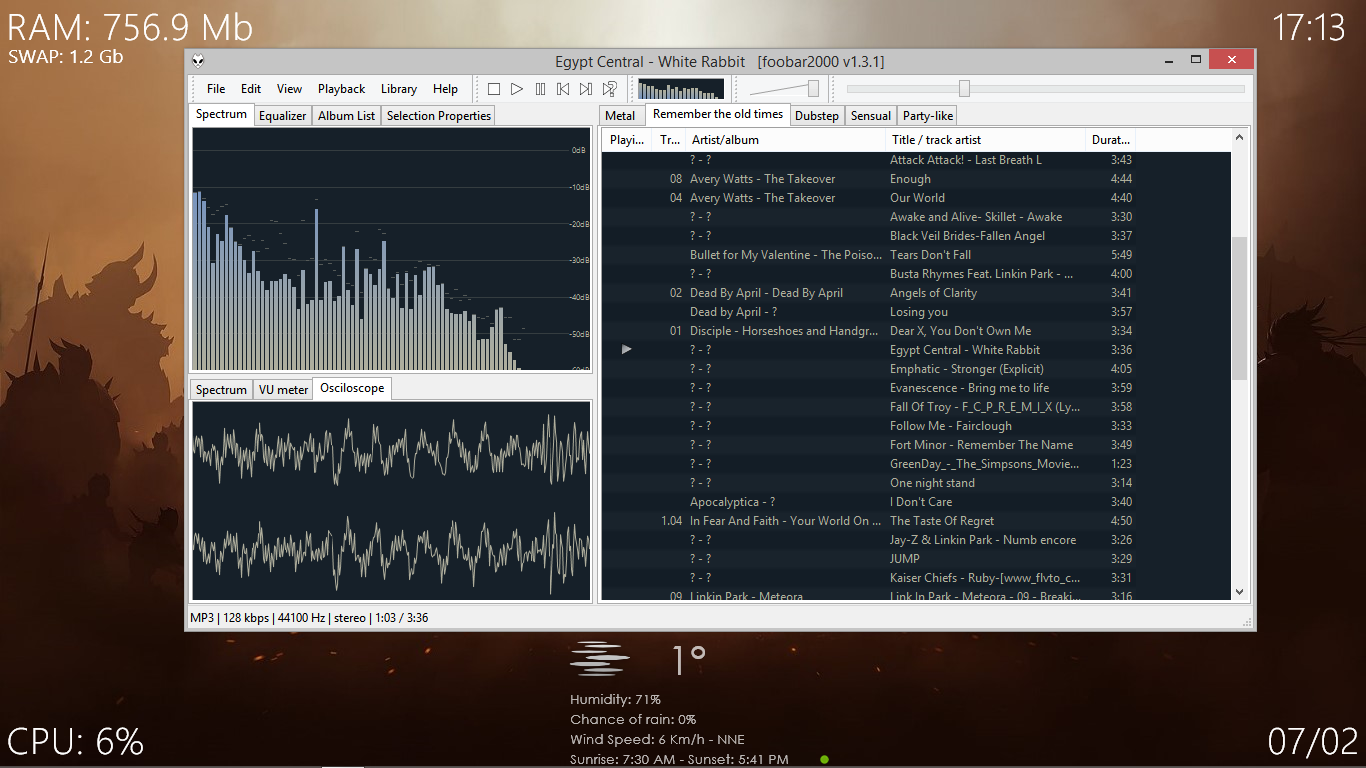 RAM: 756.9 Mb
SWAP: 1.2 Gb
17:13
Egypt Central - White Rabbit [foobar2000 v1.3.1]
File Edit View Playback Library Help
Spectrum Equalizer Album List Selection Properties
Metal Remember the old times Dubstep Sensual Party-like
0dB
-10dB
-20dB
-30dB
-40dB
-50dB
Spectrum VU meter Osciloscope
Playi... Tr... Artist/album Title / track artist Durat...
? - ? Attack Attack! - Last Breath L 3:43
08 Avery Watts - The Takeover Enough 4:44
04 Avery Watts - The Takeover Our World 4:40
? - ? Awake and Alive- Skillet - Awake 3:30
? - ? Black Veil Brides-Fallen Angel 3:37
Bullet for My Valentine - The Poiso... Tears Don't Fall 5:49
? - ? Busta Rhymes Feat. Linkin Park - ... 4:00
02 Dead By April - Dead By April Angels of Clarity 3:41
Dead by April - ? Losing you 3:57
01 Disciple - Horseshoes and Handgr... Dear X, You Don't Own Me 3:34
? - ? Egypt Central - White Rabbit 3:36
? - ? Emphatic - Stronger (Explicit) 4:05
? - ? Evanescence - Bring me to life 3:59
? - ? Fall Of Troy - F_C_P_R_E_M_I_X (Ly... 3:58
? - ? Follow Me - Fairclough 3:33
? - ? Fort Minor - Remember The Name 3:49
? - ? GreenDay_-_The_Simpsons_Movie... 1:23
? - ? One night stand 3:14
Apocalyptica - ? I Don't Care 3:40
1.04 In Fear And Faith - Your World On ... The Taste Of Regret 4:50
? - ? Jay-Z & Linkin Park - Numb encore 3:26
? - ? JUMP 3:29
? - ? Kaiser Chiefs - Ruby-[www_flvto_c... 3:31
09 Linkin Park - Meteora Link In Park - Meteora - 09 - Breaki... 3:16
MP3 | 128 kbps | 44100 Hz | stereo | 1:03 / 3:36
1°
Humidity: 71%
Chance of rain: 0%
Wind Speed: 6 Km/h - NNE
Sunrise: 7:30 AM - Sunset: 5:41 PM
CPU: 6%
07/02